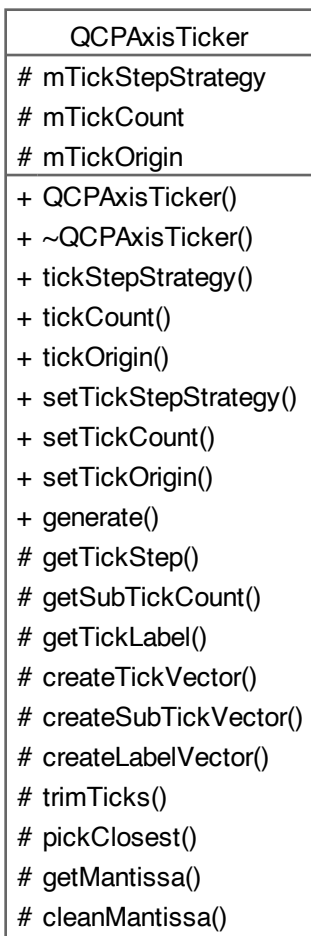 QCPAxisTicker
# mTickStepStrategy
# mTickCount
# mTickOrigin
+ QCPAxisTicker()
+ ~QCPAxisTicker()
+ tickStepStrategy()
+ tickCount()
+ tickOrigin()
+ setTickStepStrategy()
+ setTickCount()
+ setTickOrigin()
+ generate()
# getTickStep()
# getSubTickCount()
# getTickLabel()
# createTickVector()
# createSubTickVector()
# createLabelVector()
# trimTicks()
# pickClosest()
# getMantissa()
# cleanMantissa()